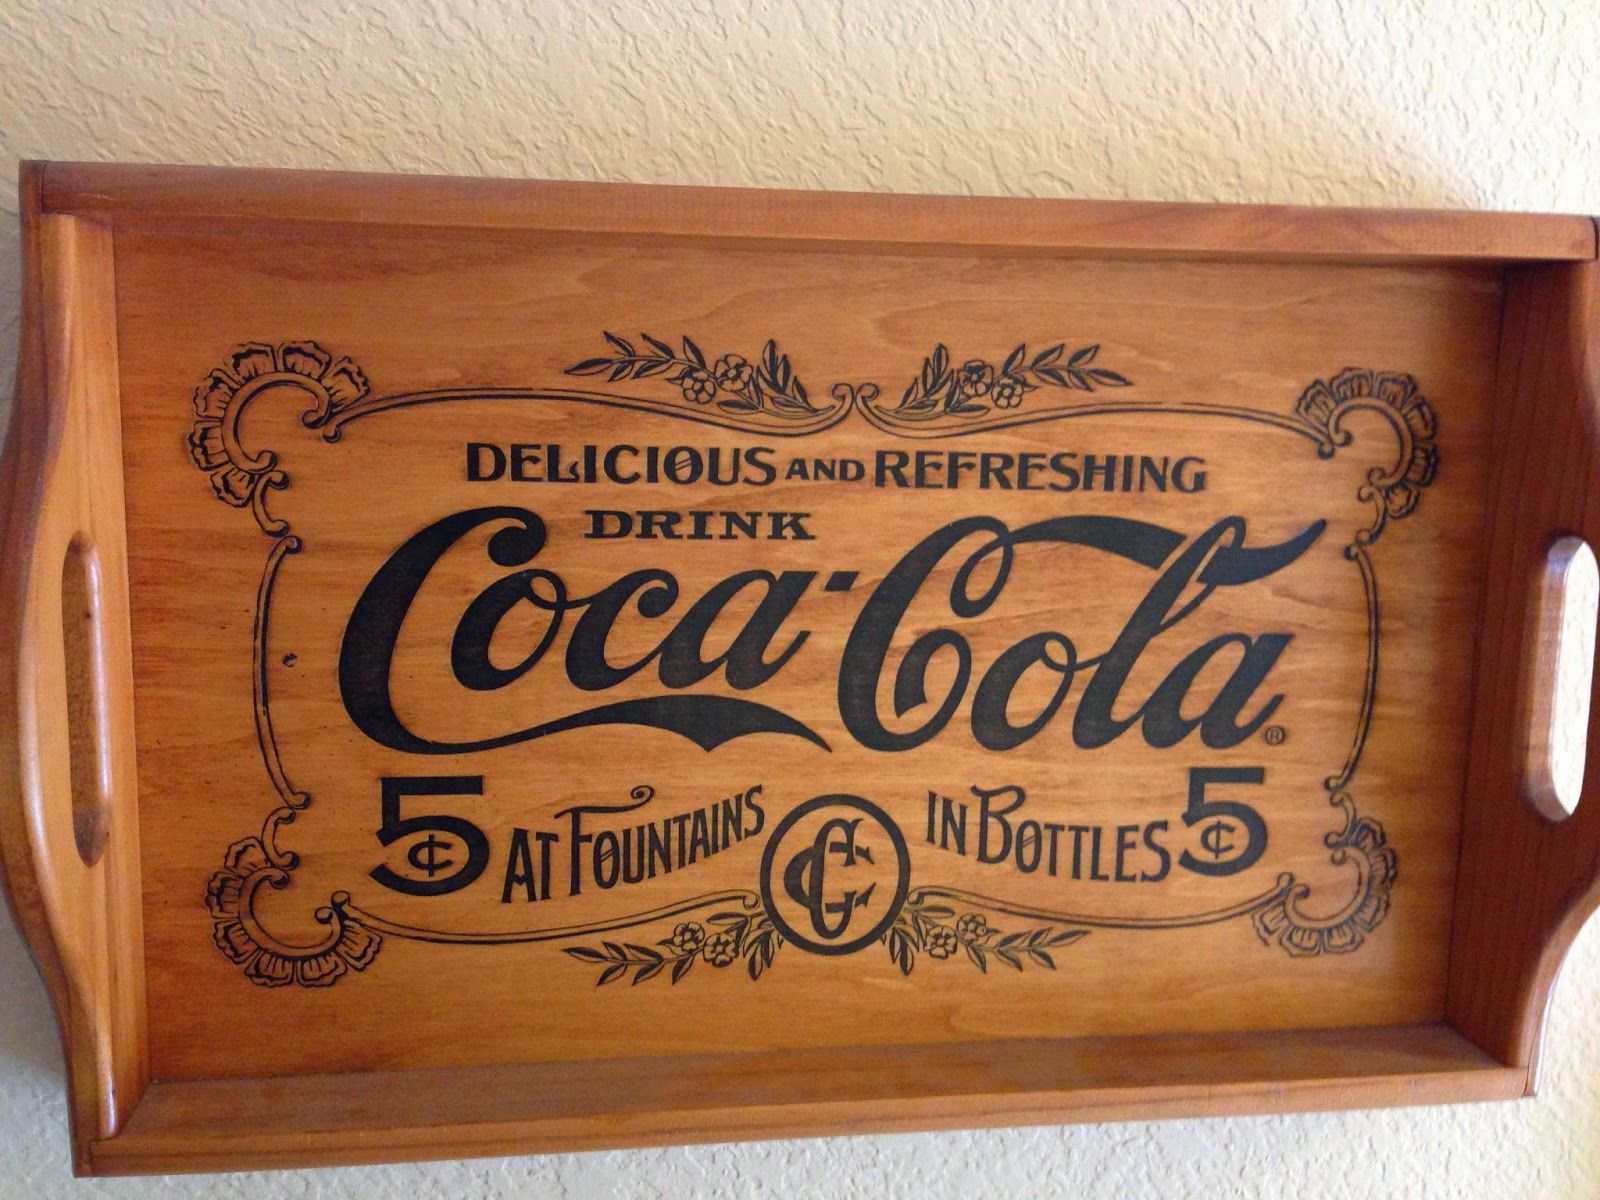 DELICIOUS AND REFRESHING
DRINK
Coca-Cola ®
5¢ AT FOUNTAINS CC IN BOTTLES 5¢